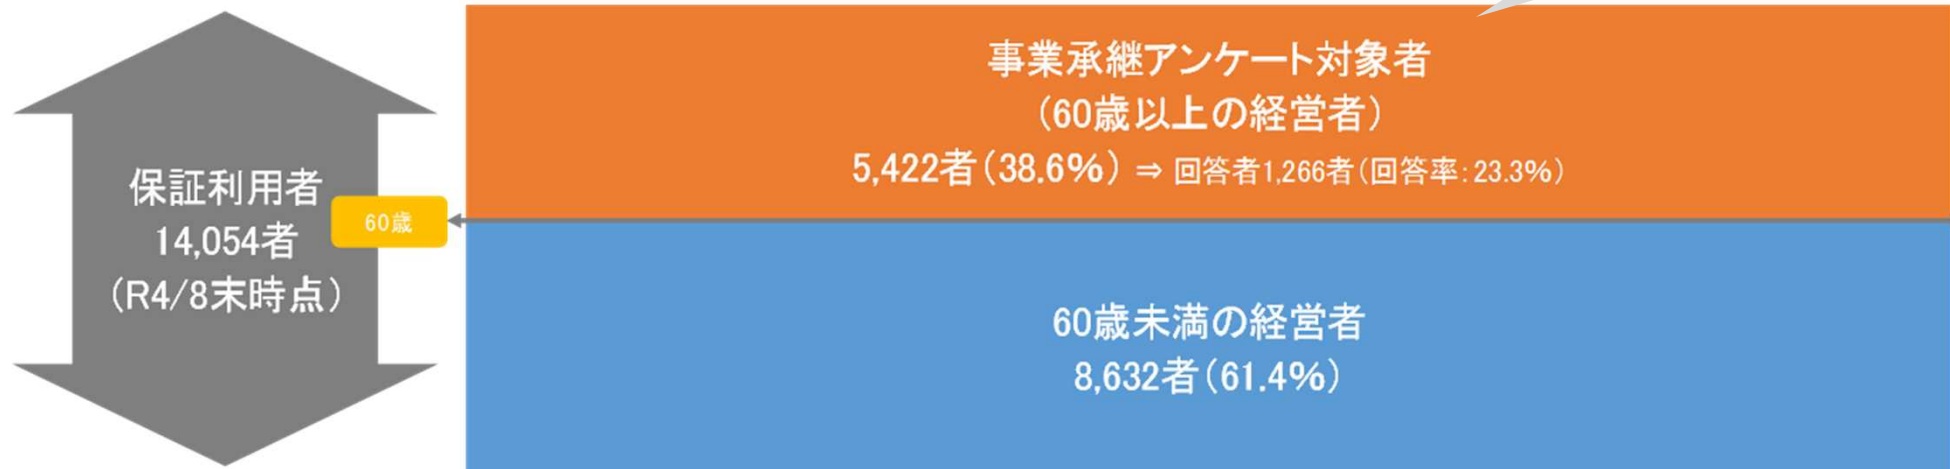 保証利用者
14,054者
(R4/8末時点)
60歳
事業承継アンケート対象者
(60歳以上の経営者)
5,422者(38.6%) ⇒ 回答者1,266者(回答率:23.3%)
60歳未満の経営者
8,632者(61.4%)